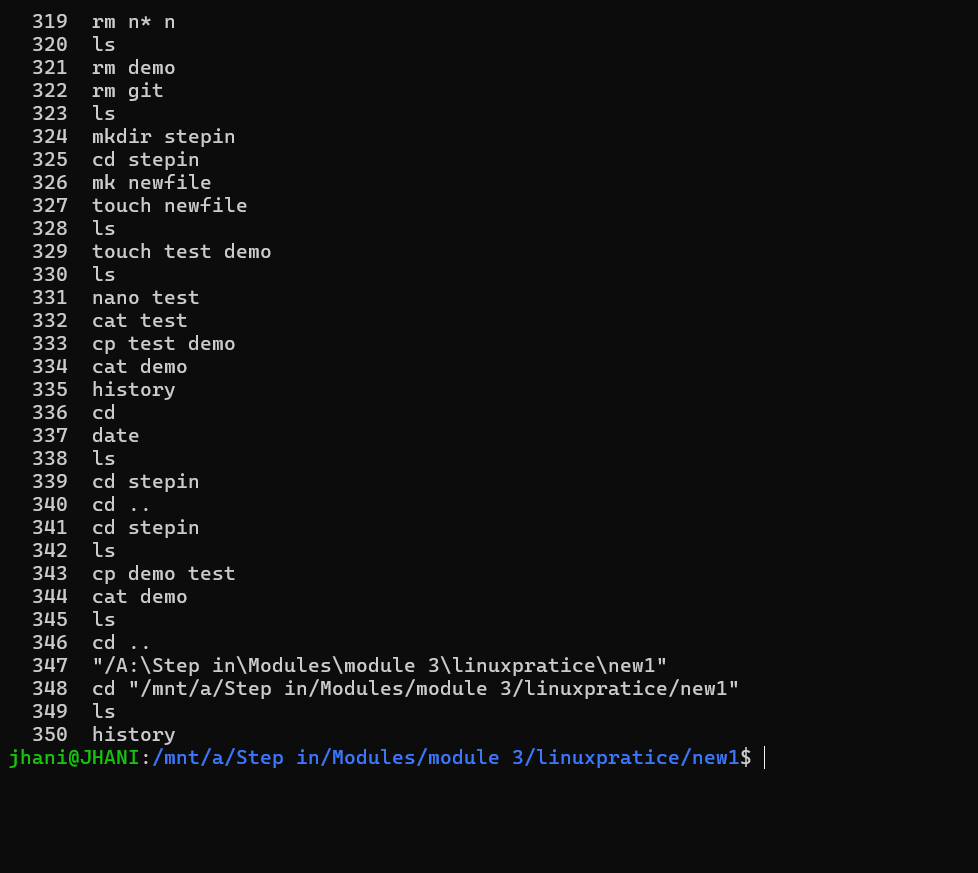 319  rm n* n
320  ls
321  rm demo
322  rm git
323  ls
324  mkdir stepin
325  cd stepin
326  mk newfile
327  touch newfile
328  ls
329  touch test demo
330  ls
331  nano test
332  cat test
333  cp test demo
334  cat demo
335  history
336  cd
337  date
338  ls
339  cd stepin
340  cd ..
341  cd stepin
342  ls
343  cp demo test
344  cat demo
345  ls
346  cd ..
347  "/A:\Step in\Modules\module 3\linuxpratice\new1"
348  cd "/mnt/a/Step in/Modules/module 3/linuxpratice/new1"
349  ls
350  history
jhani@JHANI:/mnt/a/Step in/Modules/module 3/linuxpratice/new1$